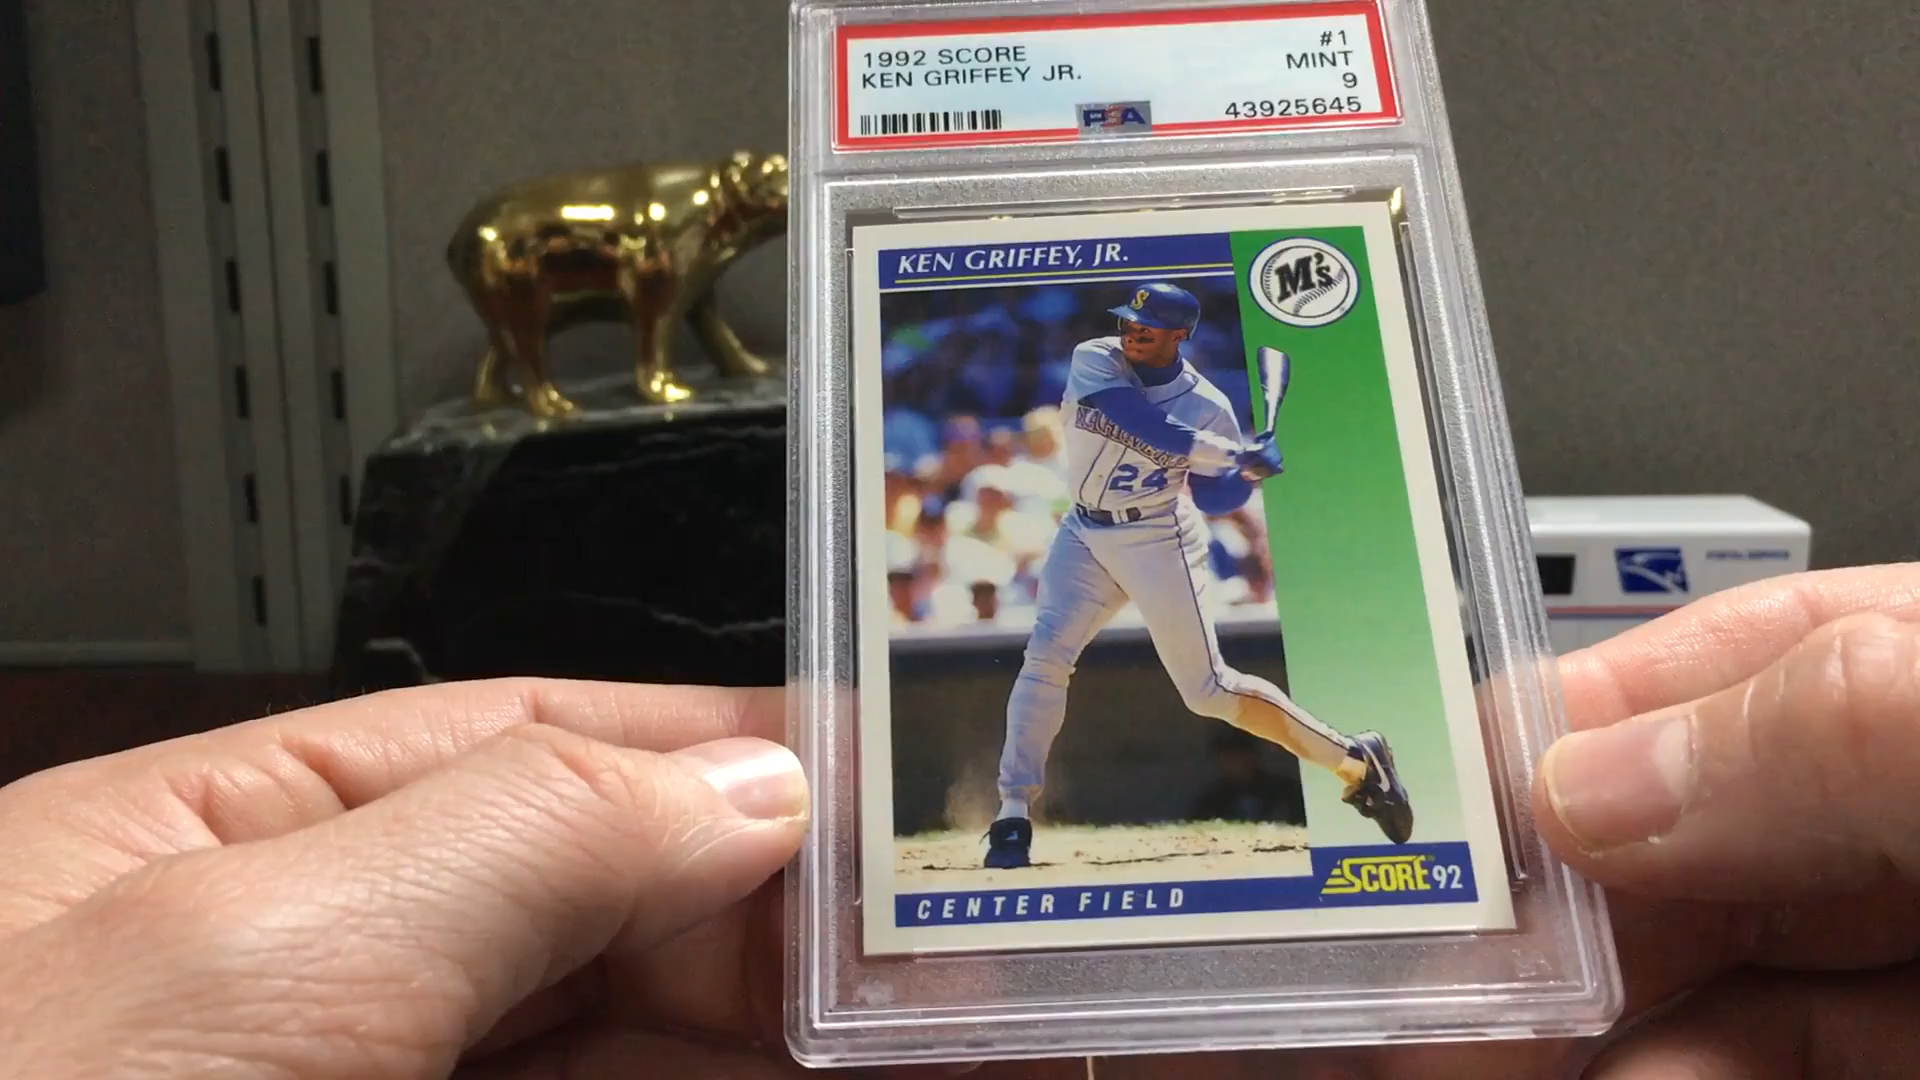 1992 SCORE #1
KEN GRIFFEY JR. MINT
9
43925645
PSA
KEN GRIFFEY, JR.
M's
S
24
SCORE 92
CENTER FIELD